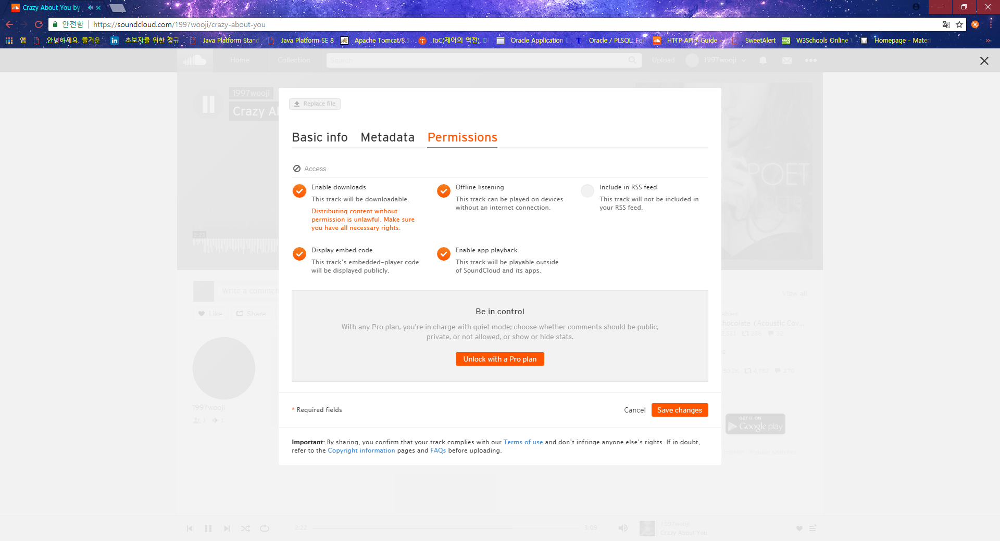 Crazy About You by
안전함 https://soundcloud.com/1997wooji/crazy-about-you
앱 안녕하세요. 즐거운 초보자를 위한 정규 Java Platform Stand Java Platform SE 8 Apache Tomcat/8.5 IoC(제어의 역전), D Oracle Application Oracle / PLSQL: Fo HTTP API - Guide SweetAlert W3Schools Online Homepage - Materi
Home Collection Search Upload 1997wooji
1997wooji
Crazy A
Replace file
Basic info Metadata Permissions
Access
Enable downloads
This track will be downloadable.
Distributing content without
permission is unlawful. Make sure
you have all necessary rights.
Offline listening
This track can be played on devices
without an internet connection.
Include in RSS feed
This track will not be included in
your RSS feed.
Display embed code
This track's embedded-player code
will be displayed publicly.
Enable app playback
This track will be playable outside
of SoundCloud and its apps.
POET
2:22
Write a commen
View all
Like Share
Be in control
With any Pro plan, you're in charge with quiet mode; choose whether comments should be public,
private, or not allowed, or show or hide stats.
Unlock with a Pro plan
hocolate (Acoustic Cov...
32
4,782 270
1997wooji
1 1
* Required fields
Cancel Save changes
GET IT ON
Google play
Important: By sharing, you confirm that your track complies with our Terms of use and don't infringe anyone else's rights. If in doubt,
refer to the Copyright information pages and FAQs before uploading.
2:22 3:09
1997wooji
Crazy About You